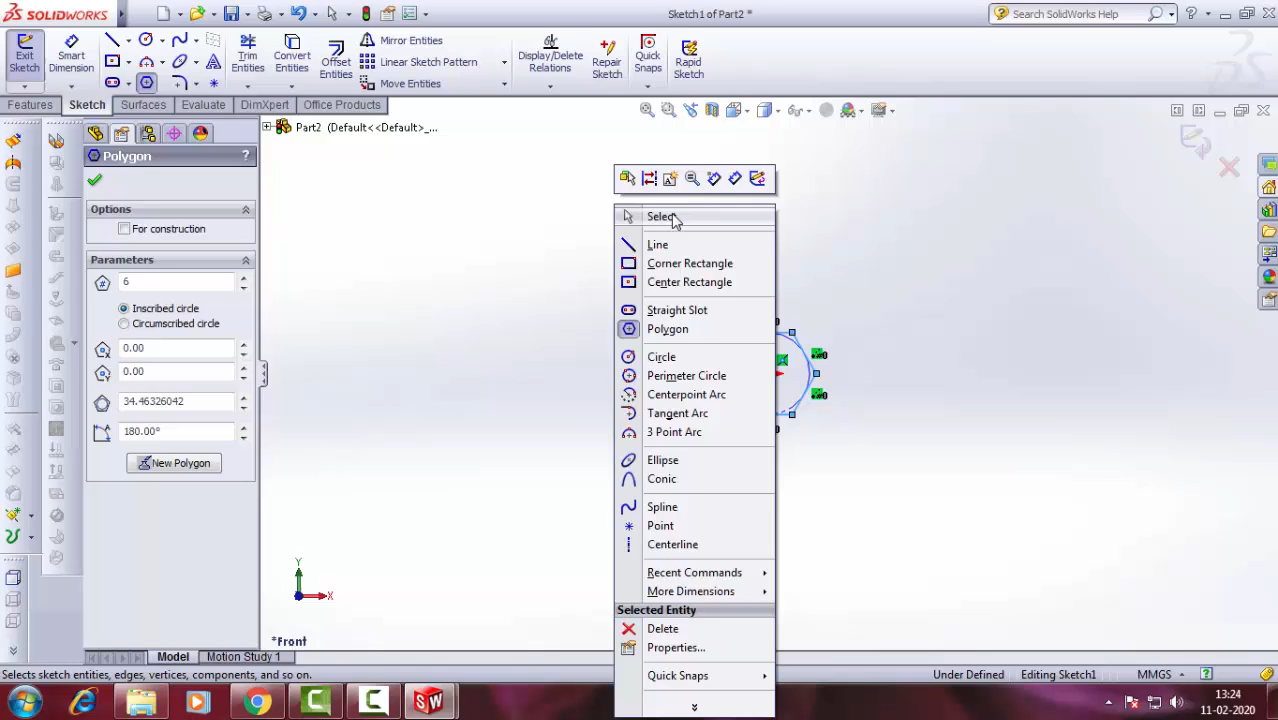 SOLIDWORKS
Sketch1 of Part2 *
Search SolidWorks Help
Exit Sketch
Smart Dimension
Trim Entities
Convert Entities
Offset Entities
Mirror Entities
Linear Sketch Pattern
Move Entities
Display/Delete Relations
Repair Sketch
Quick Snaps
Rapid Sketch
Features
Sketch
Surfaces
Evaluate
DimXpert
Office Products
Part2 (Default<<Default>_...
Polygon
?
Options
For construction
Parameters
6
Inscribed circle
Circumscribed circle
0.00
0.00
34.46326042
180.00°
New Polygon
Select
Line
Corner Rectangle
Center Rectangle
Straight Slot
Polygon
Circle
Perimeter Circle
Centerpoint Arc
Tangent Arc
3 Point Arc
Ellipse
Conic
Spline
Point
Centerline
Recent Commands
More Dimensions
Selected Entity
Delete
Properties...
Quick Snaps
Y
X
*Front
Model
Motion Study 1
Selects sketch entities, edges, vertices, components, and so on.
Under Defined
Editing Sketch1
MMGS
?
13:24
11-02-2020